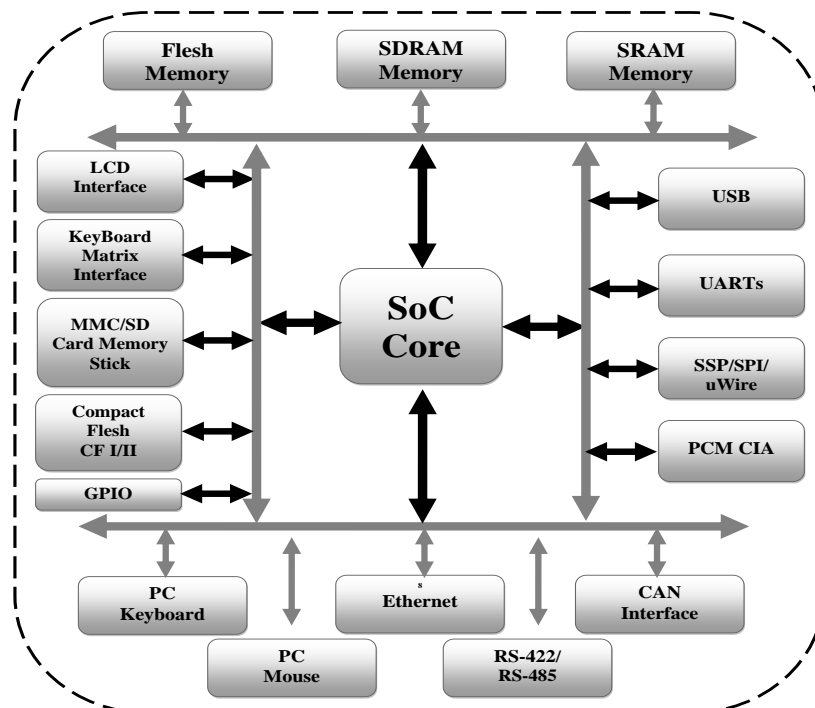 Flesh
Memory
SDRAM
Memory
SRAM
Memory
LCD
Interface
KeyBoard
Matrix
Interface
MMC/SD
Card Memory
Stick
Compact
Flesh
CF I/II
GPIO
SoC
Core
USB
UARTs
SSP/SPI/
uWire
PCM CIA
PC
Keyboard
s
Ethernet
CAN
Interface
PC
Mouse
RS-422/
RS-485